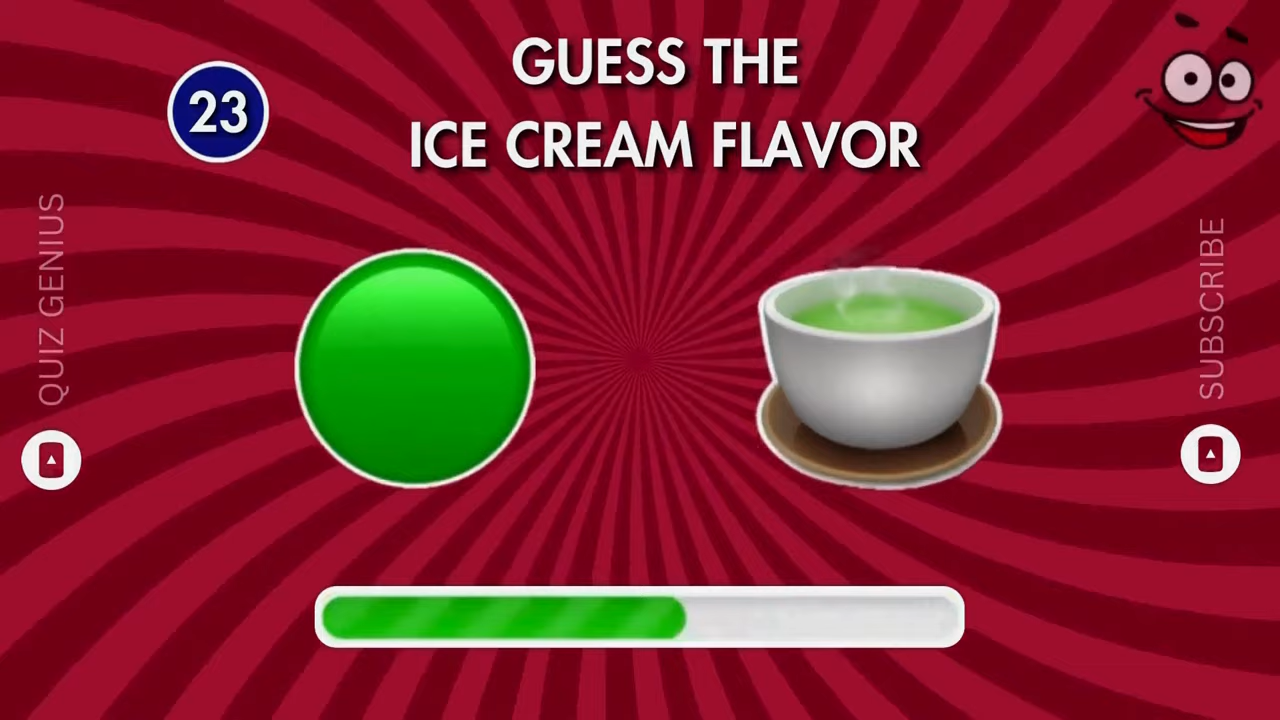 GUESS THE
ICE CREAM FLAVOR
23
QUIZ GENIUS
SUBSCRIBE